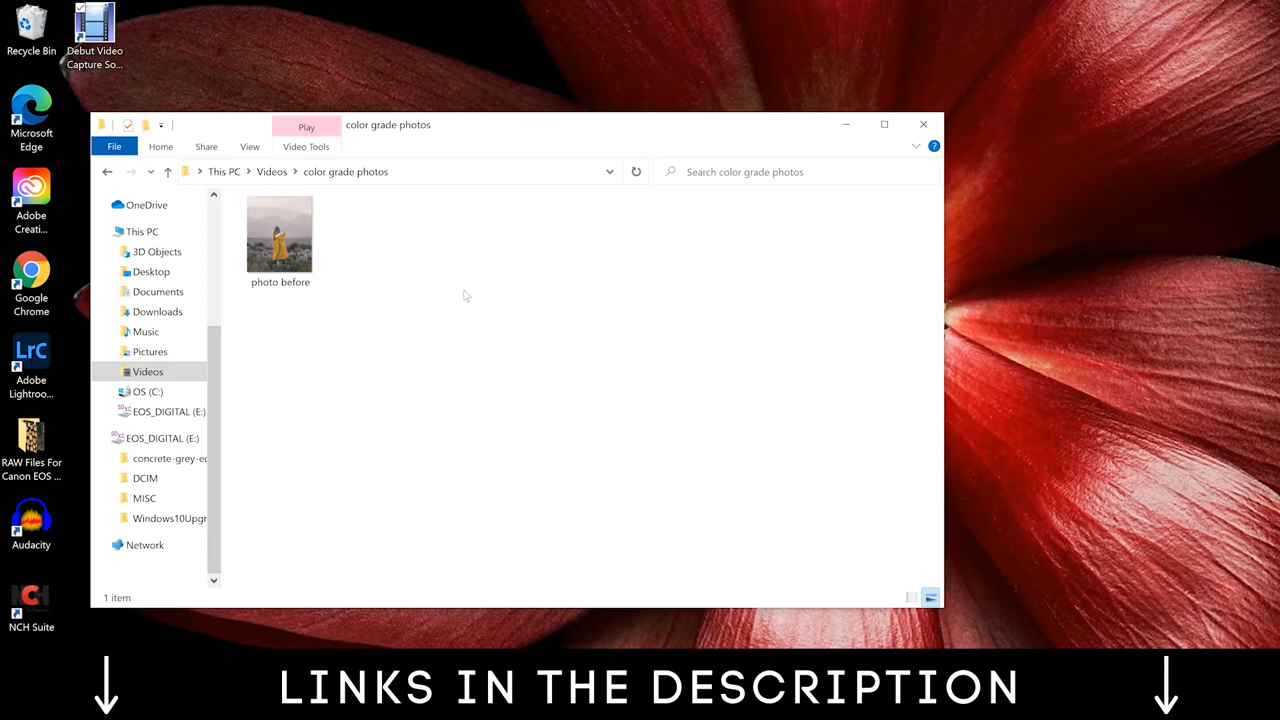 Recycle Bin
Debut Video
Capture So...
Microsoft
Edge
Adobe
Creati...
Google
Chrome
Lrc
Adobe
Lightroo...
RAW Files For
Canon EOS ...
Audacity
NCH
NCH Suite
Play
color grade photos
File
Home
Share
View
Video Tools
This PC
Videos
color grade photos
Search color grade photos
OneDrive
This PC
3D Objects
Desktop
Documents
Downloads
Music
Pictures
Videos
OS (C:)
EOS_DIGITAL (E:)
EOS_DIGITAL (E:)
concrete-grey-ec
DCIM
MISC
Windows10Upgr
Network
photo before
1 item
LINKS IN THE DESCRIPTION